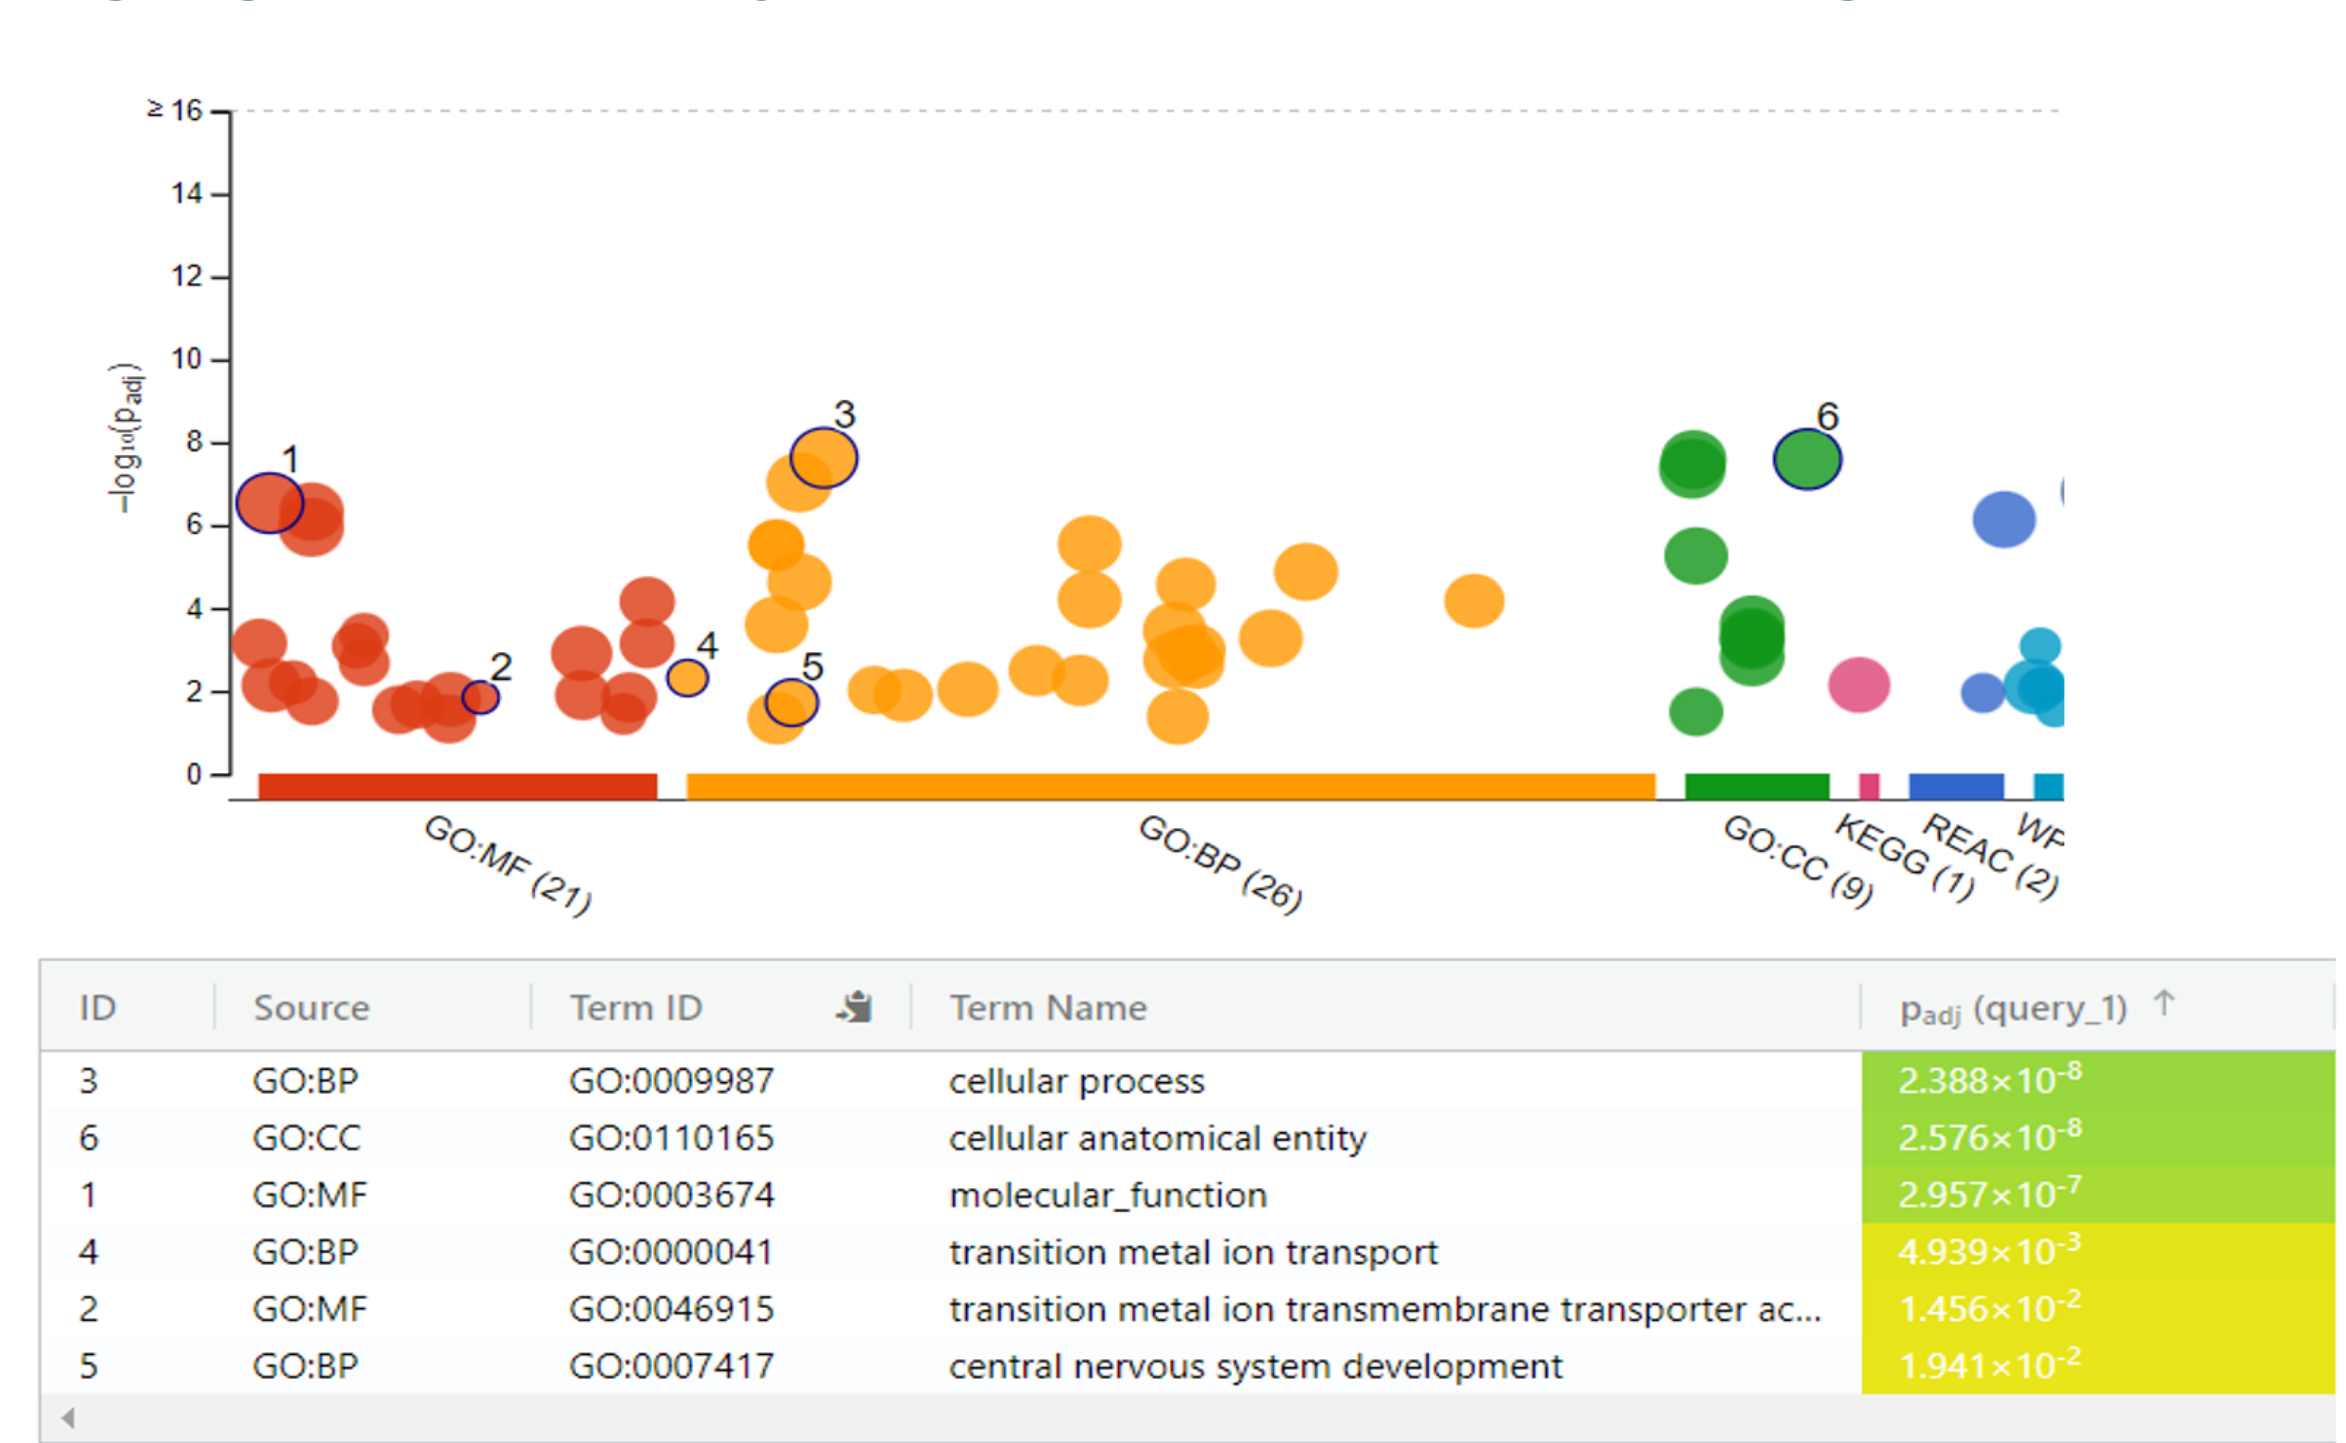 ≥ 16
14
12
10
8
6
4
2
0
–log₁₀(padj)
1
2
3
4
5
6
GO:MF (21)
GO:BP (26)
GO:CC (9)
KEGG (1)
REAC (2)
WP
ID Source Term ID Term Name padj (query_1) ↑
3 GO:BP GO:0009987 cellular process 2.388×10⁻⁸
6 GO:CC GO:0110165 cellular anatomical entity 2.576×10⁻⁸
1 GO:MF GO:0003674 molecular_function 2.957×10⁻⁷
4 GO:BP GO:0000041 transition metal ion transport 4.939×10⁻³
2 GO:MF GO:0046915 transition metal ion transmembrane transporter ac... 1.456×10⁻²
5 GO:BP GO:0007417 central nervous system development 1.941×10⁻²